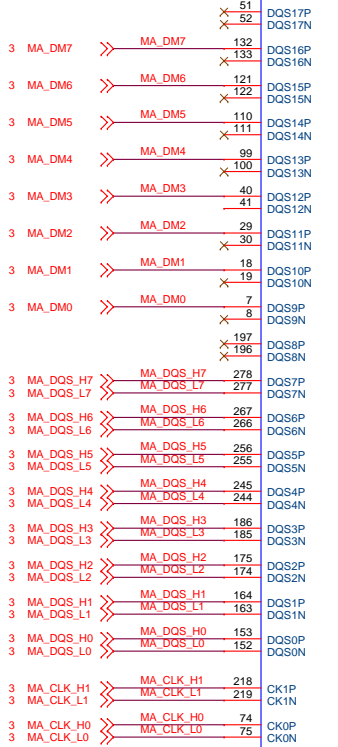 51 DQS17P
52 DQS17N
3 MA_DM7 MA_DM7 132 DQS16P
133 DQS16N
3 MA_DM6 MA_DM6 121 DQS15P
122 DQS15N
3 MA_DM5 MA_DM5 110 DQS14P
111 DQS14N
3 MA_DM4 MA_DM4 99 DQS13P
100 DQS13N
3 MA_DM3 MA_DM3 40 DQS12P
41 DQS12N
3 MA_DM2 MA_DM2 29 DQS11P
30 DQS11N
3 MA_DM1 MA_DM1 18 DQS10P
19 DQS10N
3 MA_DM0 MA_DM0 7 DQS9P
8 DQS9N
197 DQS8P
196 DQS8N
3 MA_DQS_H7 MA_DQS_H7 278 DQS7P
3 MA_DQS_L7 MA_DQS_L7 277 DQS7N
3 MA_DQS_H6 MA_DQS_H6 267 DQS6P
3 MA_DQS_L6 MA_DQS_L6 266 DQS6N
3 MA_DQS_H5 MA_DQS_H5 256 DQS5P
3 MA_DQS_L5 MA_DQS_L5 255 DQS5N
3 MA_DQS_H4 MA_DQS_H4 245 DQS4P
3 MA_DQS_L4 MA_DQS_L4 244 DQS4N
3 MA_DQS_H3 MA_DQS_H3 186 DQS3P
3 MA_DQS_L3 MA_DQS_L3 185 DQS3N
3 MA_DQS_H2 MA_DQS_H2 175 DQS2P
3 MA_DQS_L2 MA_DQS_L2 174 DQS2N
3 MA_DQS_H1 MA_DQS_H1 164 DQS1P
3 MA_DQS_L1 MA_DQS_L1 163 DQS1N
3 MA_DQS_H0 MA_DQS_H0 153 DQS0P
3 MA_DQS_L0 MA_DQS_L0 152 DQS0N
3 MA_CLK_H1 MA_CLK_H1 218 CK1P
3 MA_CLK_L1 MA_CLK_L1 219 CK1N
3 MA_CLK_H0 MA_CLK_H0 74 CK0P
3 MA_CLK_L0 MA_CLK_L0 75 CK0N